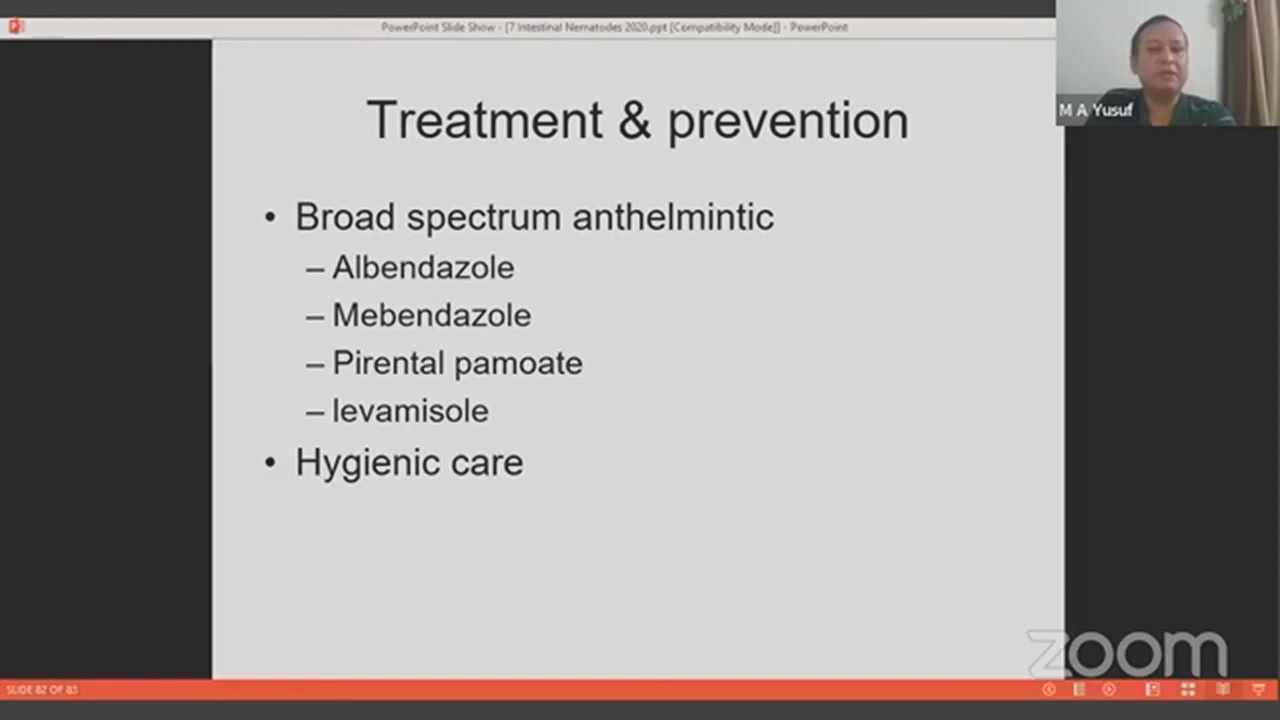 PowerPoint Slide Show - [7 Intestinal Nematodes 2020.ppt [Compatibility Mode]] - PowerPoint
M A Yusuf
Treatment & prevention
• Broad spectrum anthelmintic
– Albendazole
– Mebendazole
– Pirental pamoate
– levamisole
• Hygienic care
zoom
SLIDE 82 OF 83